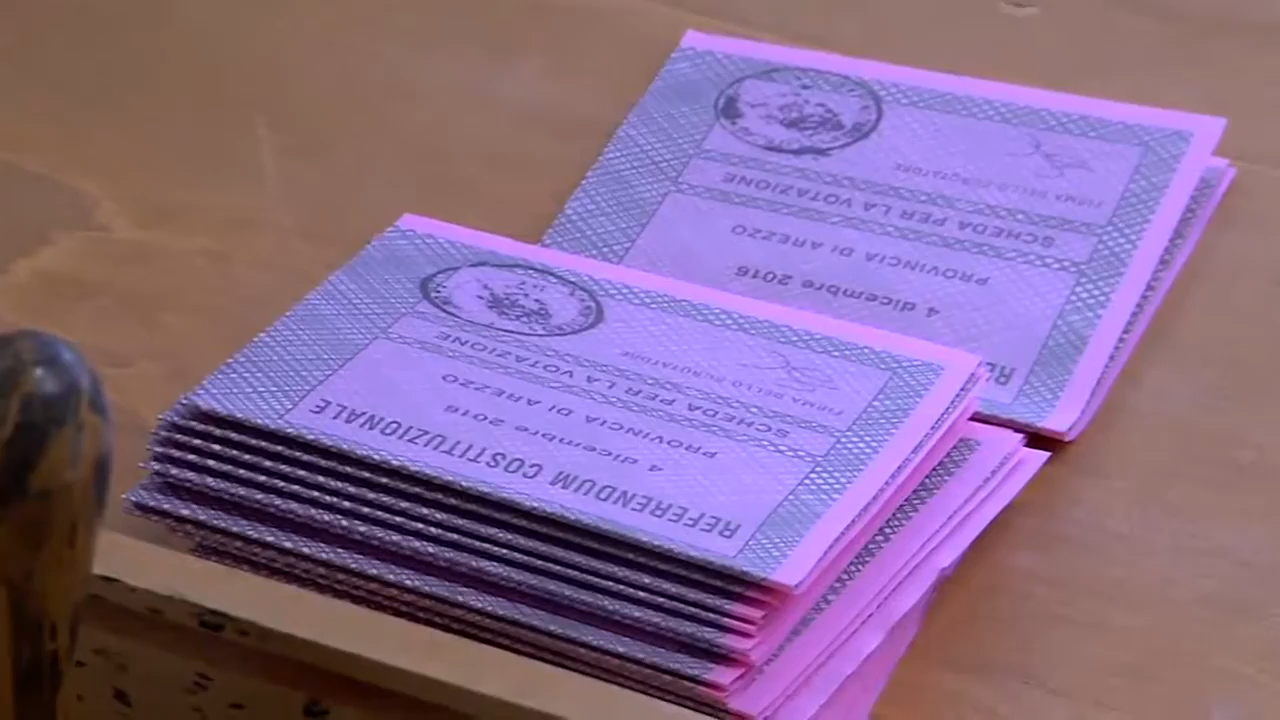 REFERENDUM COSTITUZIONALE
4 dicembre 2016
PROVINCIA DI AREZZO
SCHEDA PER LA VOTAZIONE
FIRMA DELLO SCRUTATORE
RE
4 dicembre 2016
PROVINCIA DI AREZZO
SCHEDA PER LA VOTAZIONE
FIRMA DELLO SCRUTATORE